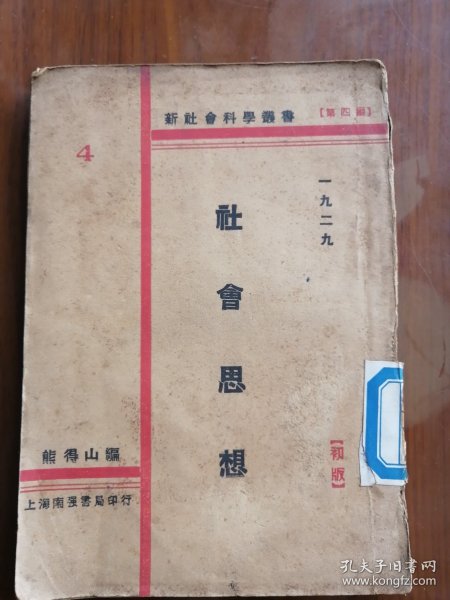 新社會科學叢書
【第四編】
4
一九二九
社會思想
【初版】
熊得山編
上海南强書局印行
孔夫子旧书网
www.kongfz.com